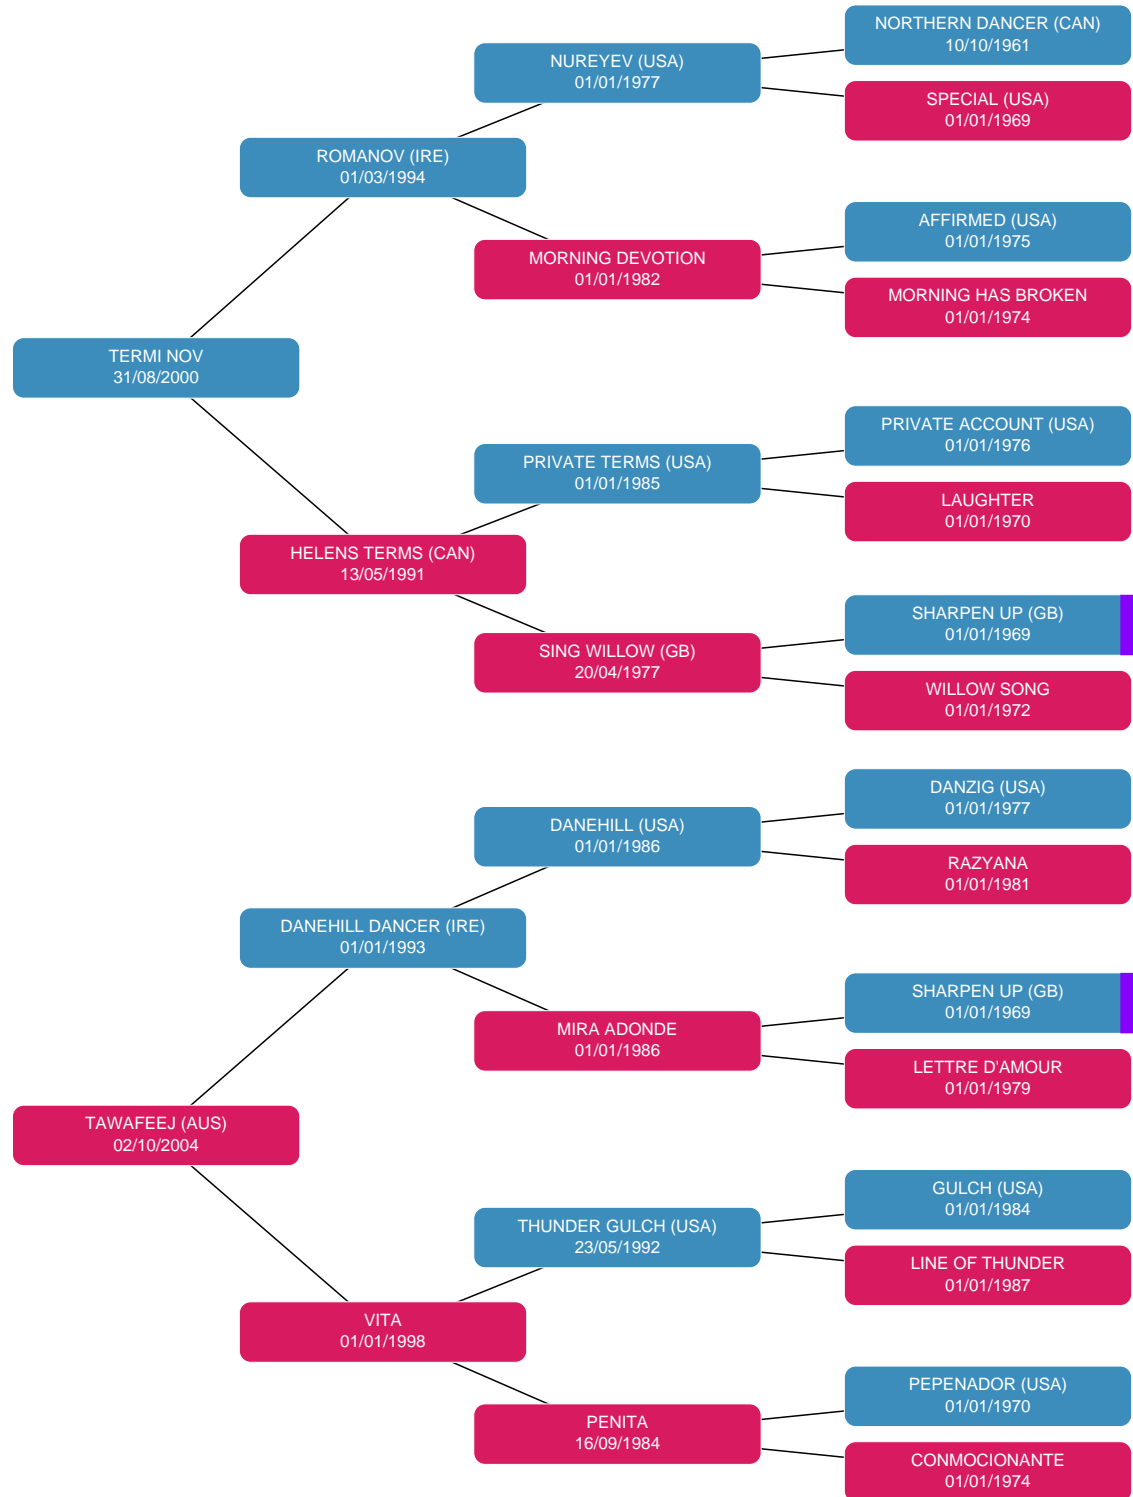 NORTHERN DANCER (CAN)
10/10/1961
NUREYEV (USA)
01/01/1977
SPECIAL (USA)
01/01/1969
ROMANOV (IRE)
01/03/1994
AFFIRMED (USA)
01/01/1975
MORNING DEVOTION
01/01/1982
MORNING HAS BROKEN
01/01/1974
TERMI NOV
31/08/2000
PRIVATE ACCOUNT (USA)
01/01/1976
PRIVATE TERMS (USA)
01/01/1985
LAUGHTER
01/01/1970
HELENS TERMS (CAN)
13/05/1991
SHARPEN UP (GB)
01/01/1969
SING WILLOW (GB)
20/04/1977
WILLOW SONG
01/01/1972
DANZIG (USA)
01/01/1977
DANEHILL (USA)
01/01/1986
RAZYANA
01/01/1981
DANEHILL DANCER (IRE)
01/01/1993
SHARPEN UP (GB)
01/01/1969
MIRA ADONDE
01/01/1986
LETTRE D'AMOUR
01/01/1979
TAWAFEEJ (AUS)
02/10/2004
GULCH (USA)
01/01/1984
THUNDER GULCH (USA)
23/05/1992
LINE OF THUNDER
01/01/1987
VITA
01/01/1998
PEPENADOR (USA)
01/01/1970
PENITA
16/09/1984
CONMOCIONANTE
01/01/1974